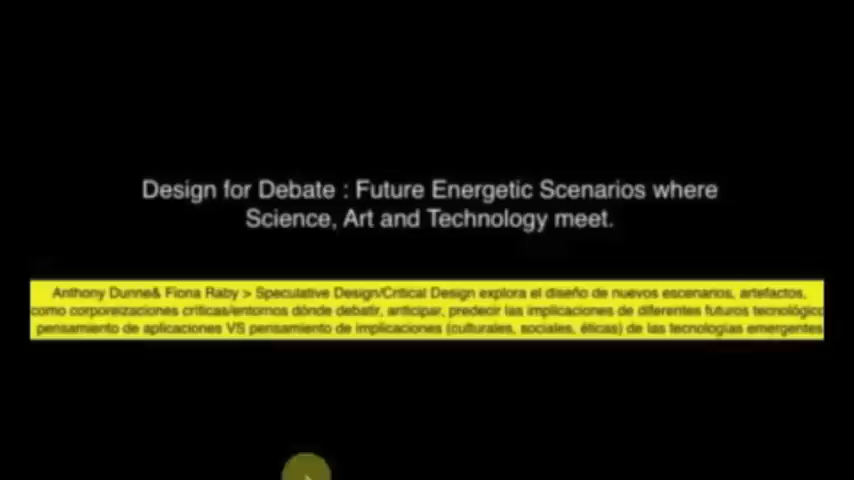 Design for Debate : Future Energetic Scenarios where
Science, Art and Technology meet.
Anthony Dunne& Fiona Raby > Speculative Design/Critical Design explora el diseño de nuevos escenarios, artefactos,
como corporeizaciones críticas/entornos dónde debatir, anticipar, predecir las implicaciones de diferentes futuros tecnológico
pensamiento de aplicaciones VS pensamiento de implicaciones (culturales, sociales, éticas) de las tecnologías emergentes